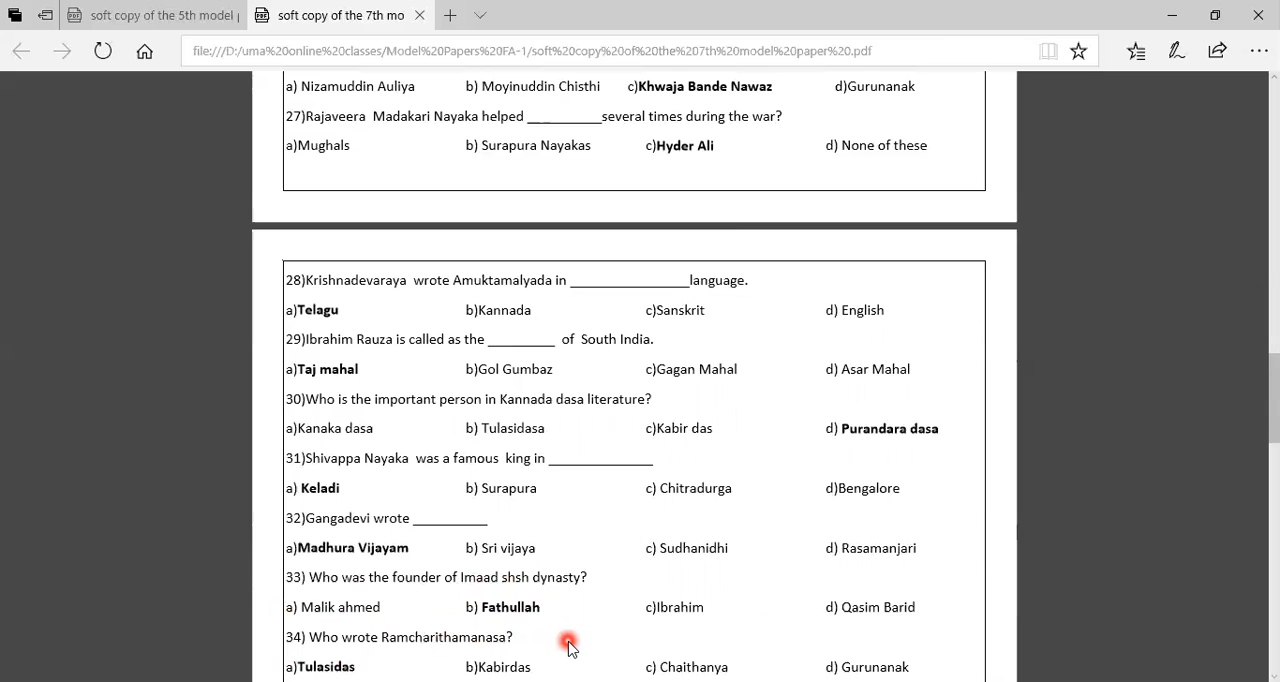 soft copy of the 5th model
soft copy of the 7th mo
file:///D:/uma%20online%20classes/Model%20Papers%20FA-1/soft%20copy%20of%20the%207th%20model%20paper%20.pdf
a) Nizamuddin Auliya b) Moyinuddin Chisthi c)Khwaja Bande Nawaz d)Gurunanak
27)Rajaveera Madakari Nayaka helped __________several times during the war?
a)Mughals b) Surapura Nayakas c)Hyder Ali d) None of these
28)Krishnadevaraya wrote Amuktamalyada in ________________language.
a)Telagu b)Kannada c)Sanskrit d) English
29)Ibrahim Rauza is called as the _________ of South India.
a)Taj mahal b)Gol Gumbaz c)Gagan Mahal d) Asar Mahal
30)Who is the important person in Kannada dasa literature?
a)Kanaka dasa b) Tulasidasa c)Kabir das d) Purandara dasa
31)Shivappa Nayaka was a famous king in ______________
a) Keladi b) Surapura c) Chitradurga d)Bengalore
32)Gangadevi wrote __________
a)Madhura Vijayam b) Sri vijaya c) Sudhanidhi d) Rasamanjari
33) Who was the founder of Imaad shsh dynasty?
a) Malik ahmed b) Fathullah c)Ibrahim d) Qasim Barid
34) Who wrote Ramcharithamanasa?
a)Tulasidas b)Kabirdas c) Chaithanya d) Gurunanak